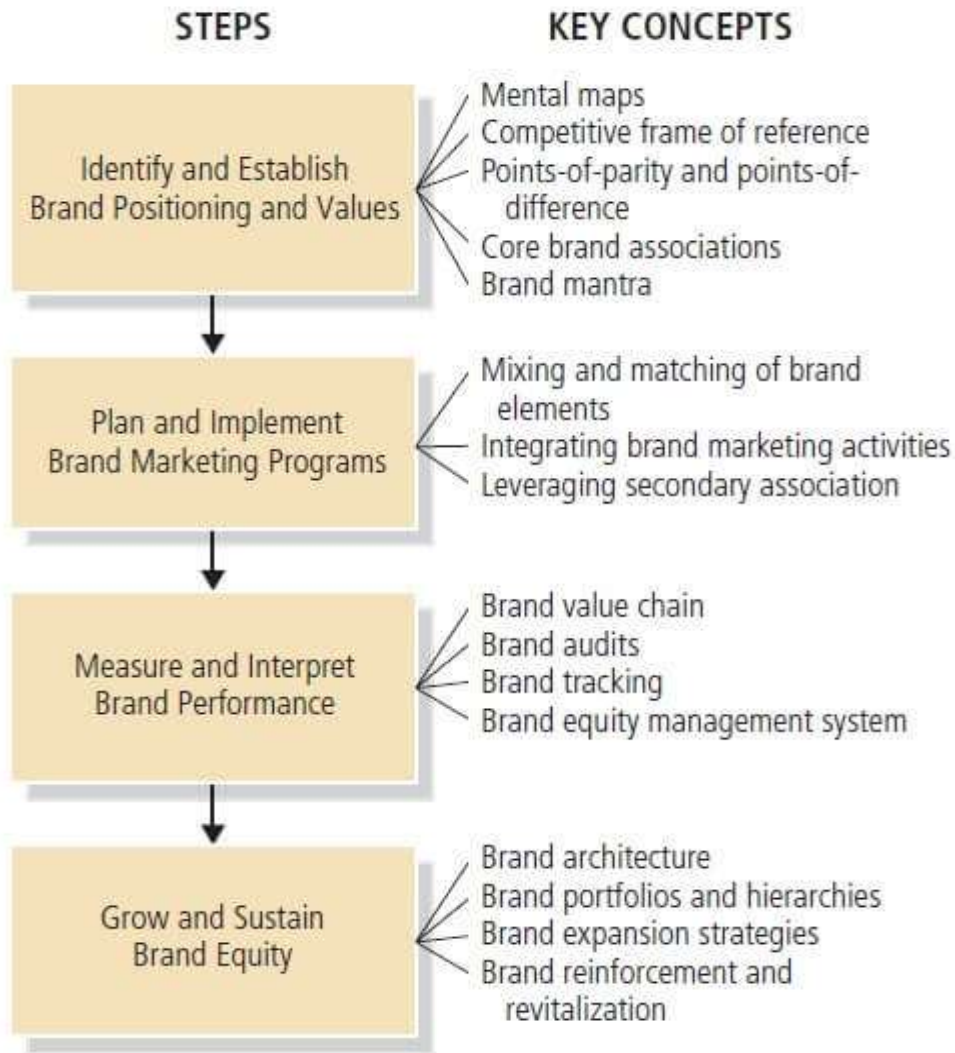 STEPS
KEY CONCEPTS
Identify and Establish
Brand Positioning and Values
Mental maps
Competitive frame of reference
Points-of-parity and points-of-
difference
Core brand associations
Brand mantra
Plan and Implement
Brand Marketing Programs
Mixing and matching of brand
elements
Integrating brand marketing activities
Leveraging secondary association
Measure and Interpret
Brand Performance
Brand value chain
Brand audits
Brand tracking
Brand equity management system
Grow and Sustain
Brand Equity
Brand architecture
Brand portfolios and hierarchies
Brand expansion strategies
Brand reinforcement and
revitalization